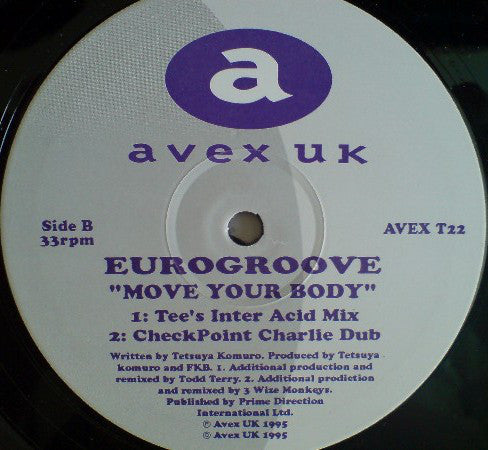 a
avex uk
Side B
33rpm
AVEX T22
EUROGROOVE
"MOVE YOUR BODY"
1: Tee's Inter Acid Mix
2: CheckPoint Charlie Dub
Written by Tetsuya Komuro. Produced by Tetsuya
komuro and FKB. 1. Additional production and
remixed by Todd Terry. 2. Additional prodiction
and remixed by 3 Wize Monkeys.
Published by Prime Direction
International Ltd.
℗ Avex UK 1995
© Avex UK 1995